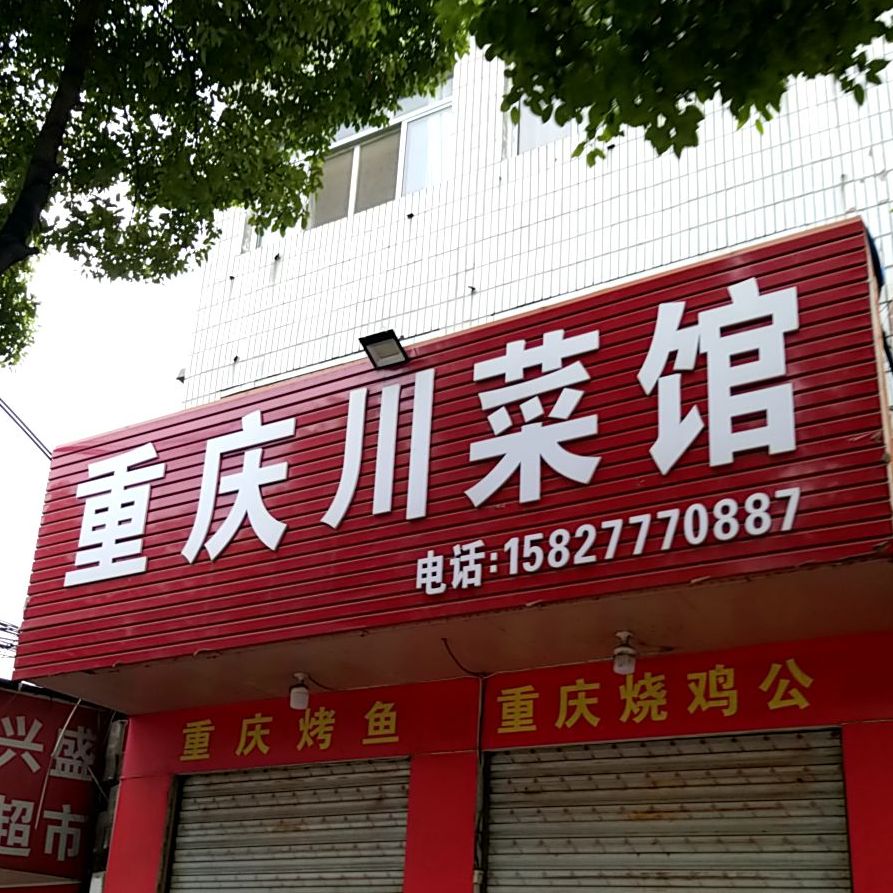 重庆川菜馆
电话:15827770887
重庆烤鱼
重庆烧鸡公
兴盛
超市